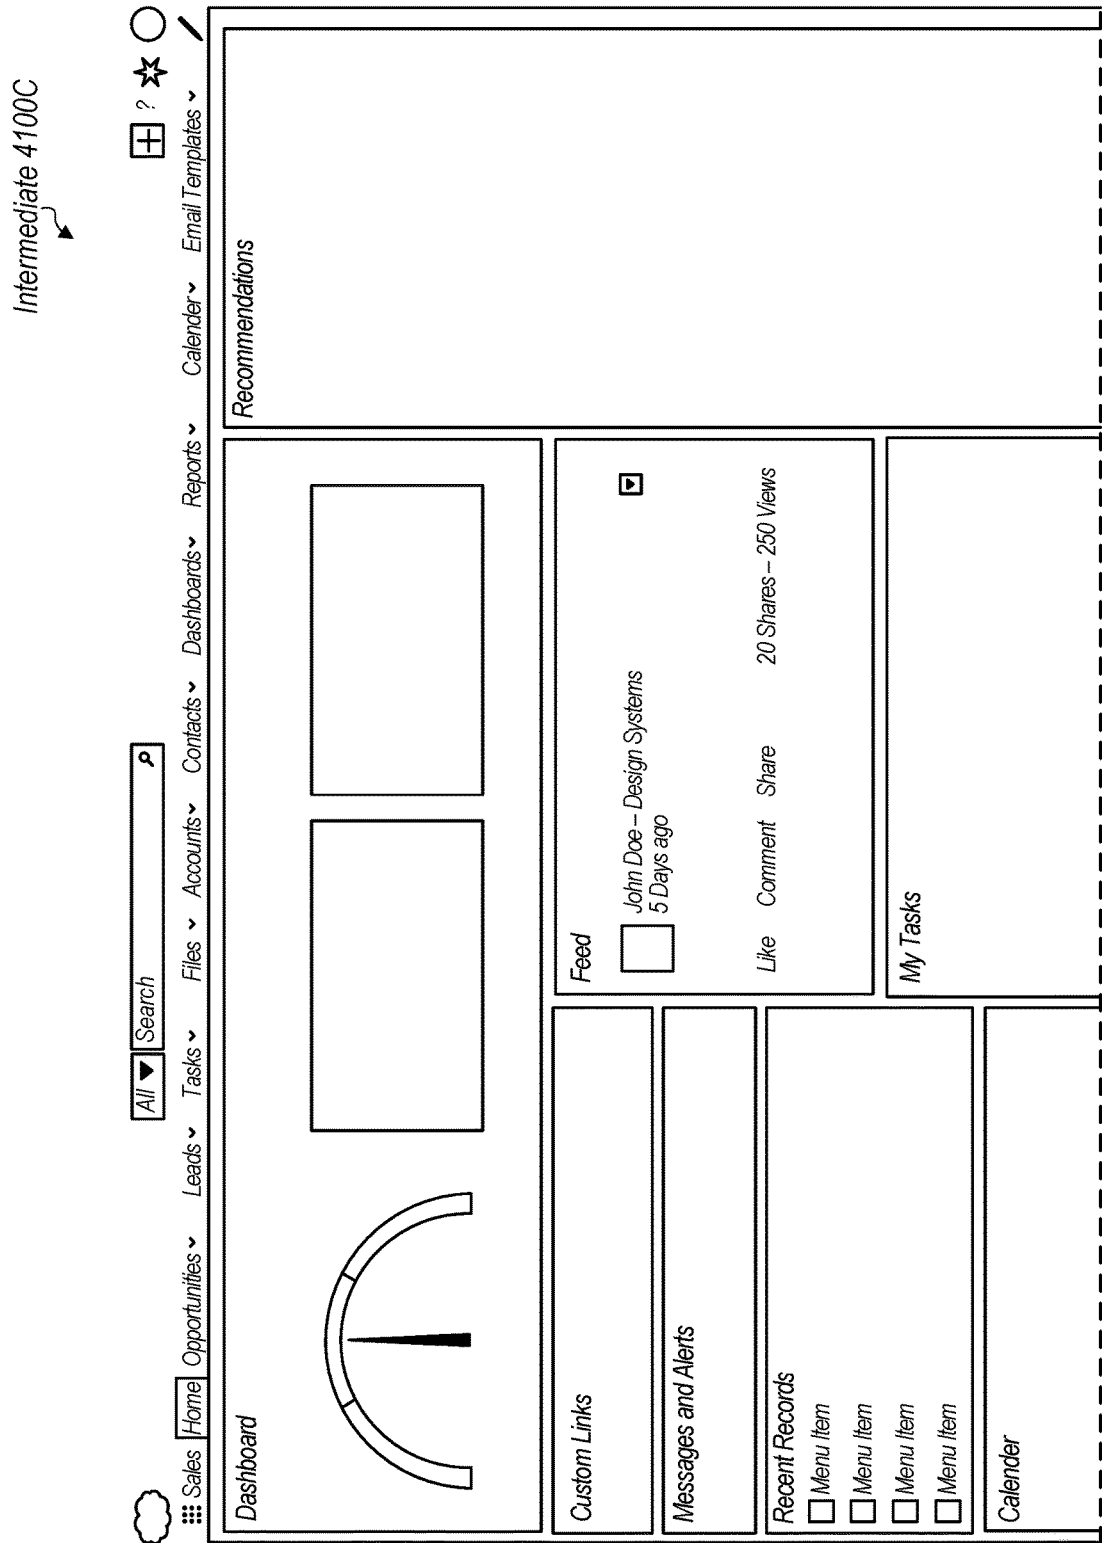 Intermediate 4100C
All Search
?
Sales Home Opportunities Leads Tasks Files Accounts Contacts Dashboards Reports Calender Email Templates
Dashboard
Recommendations
Custom Links
Messages and Alerts
Recent Records
Menu Item
Menu Item
Menu Item
Menu Item
Calender
Feed
John Doe – Design Systems
5 Days ago
Like Comment Share 20 Shares – 250 Views
My Tasks